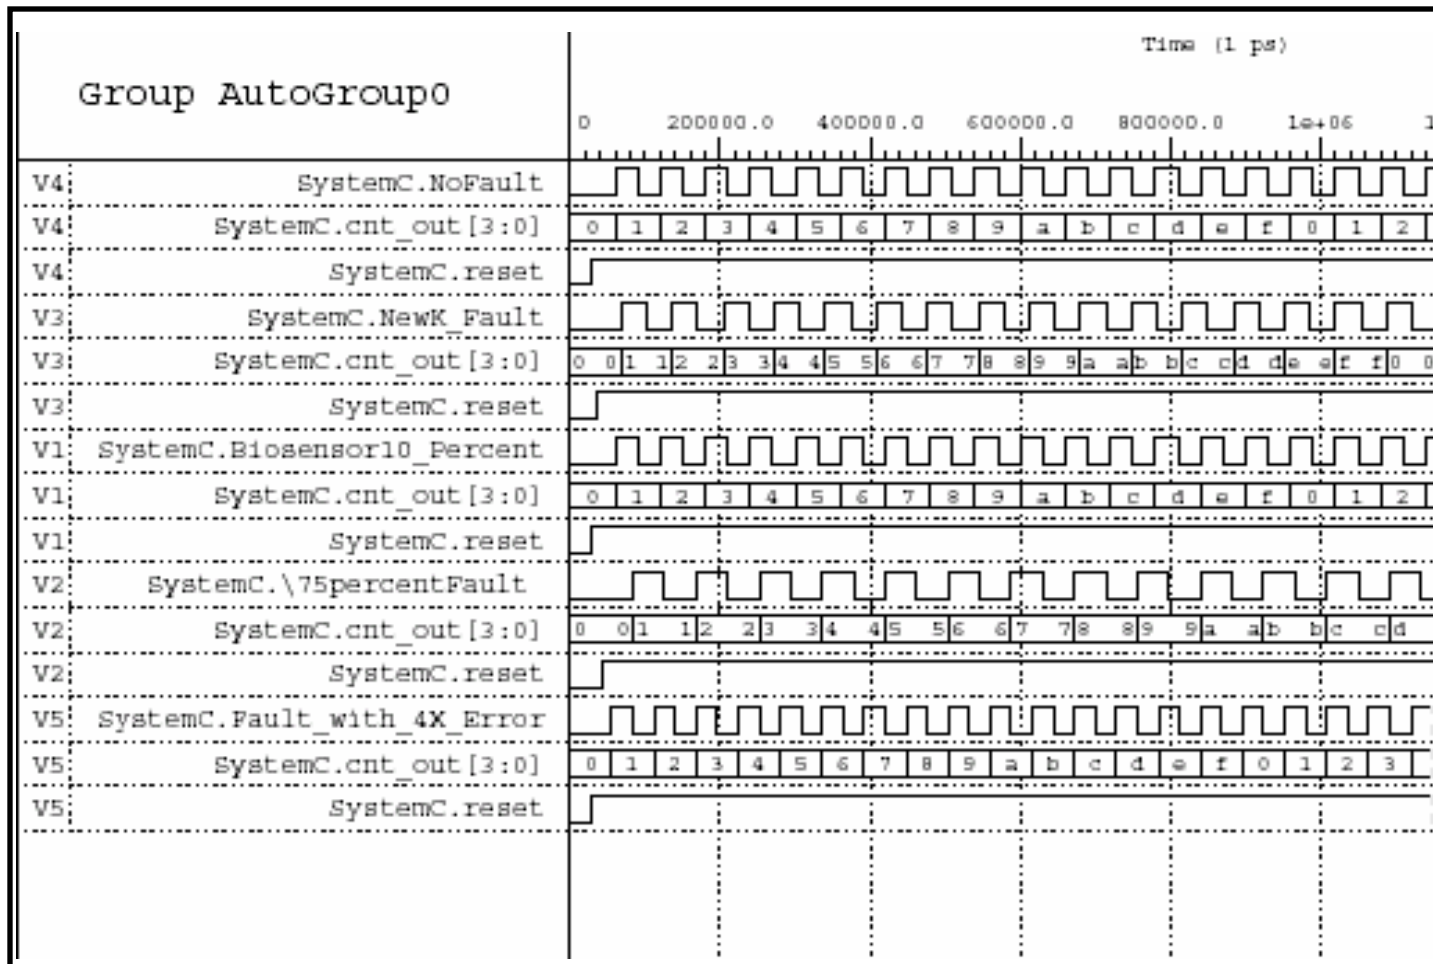 Time (1 ps)
Group AutoGroup0
0 200000.0 400000.0 600000.0 800000.0 1e+06 1
V4 SystemC.NoFault
V4 SystemC.cnt_out[3:0] 0 1 2 3 4 5 6 7 8 9 a b c d e f 0 1 2
V4 SystemC.reset
V3 SystemC.NewK_Fault
V3 SystemC.cnt_out[3:0] 0 0 1 1 2 2 2 3 3 4 4 5 5 6 6 7 7 8 8 9 9 a a b b c c d d e e f f 0 0
V3 SystemC.reset
V1 SystemC.Biosensor10_Percent
V1 SystemC.cnt_out[3:0] 0 1 2 3 4 5 6 7 8 9 a b c d e f 0 1 2
V1 SystemC.reset
V2 SystemC.\75percentFault
V2 SystemC.cnt_out[3:0] 0 0 1 1 2 2 3 3 4 4 5 5 6 6 7 7 8 8 9 9 a a b b c c d
V2 SystemC.reset
V5 SystemC.Fault_with_4X_Error
V5 SystemC.cnt_out[3:0] 0 1 2 3 4 5 6 7 8 9 a b c d e f 0 1 2 3
V5 SystemC.reset